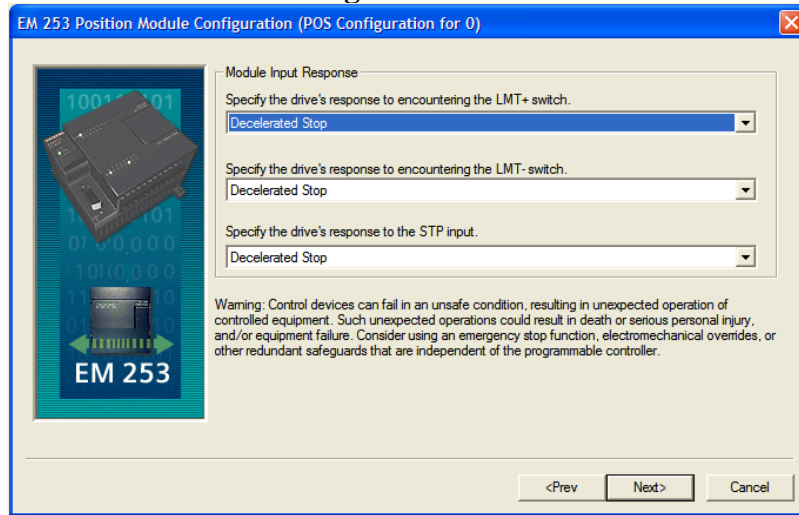 EM 253 Position Module Configuration (POS Configuration for 0)
Module Input Response
Specify the drive's response to encountering the LMT+ switch.
Decelerated Stop
Specify the drive's response to encountering the LMT- switch.
Decelerated Stop
Specify the drive's response to the STP input.
Decelerated Stop
Warning: Control devices can fail in an unsafe condition, resulting in unexpected operation of
controlled equipment. Such unexpected operations could result in death or serious personal injury,
and/or equipment failure. Consider using an emergency stop function, electromechanical overrides, or
other redundant safeguards that are independent of the programmable controller.
EM 253
<Prev
Next>
Cancel